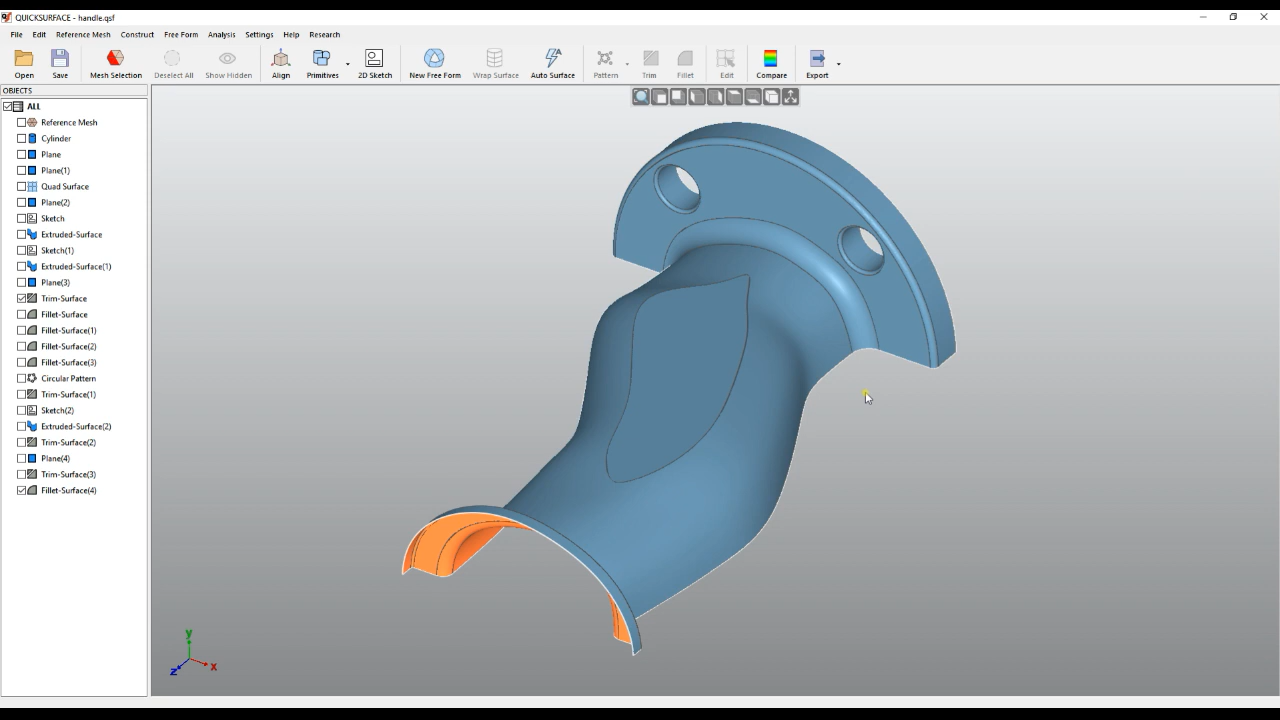 QUICKSURFACE - handle.qsf
File Edit Reference Mesh Construct Free Form Analysis Settings Help Research
Open Save Mesh Selection Deselect All Show Hidden Align Primitives 2D Sketch New Free Form Wrap Surface Auto Surface Pattern Trim Fillet Edit Compare Export
OBJECTS
ALL
Reference Mesh
Cylinder
Plane
Plane(1)
Quad Surface
Plane(2)
Sketch
Extruded-Surface
Sketch(1)
Extruded-Surface(1)
Plane(3)
Trim-Surface
Fillet-Surface
Fillet-Surface(1)
Fillet-Surface(2)
Fillet-Surface(3)
Circular Pattern
Trim-Surface(1)
Sketch(2)
Extruded-Surface(2)
Trim-Surface(2)
Plane(4)
Trim-Surface(3)
Fillet-Surface(4)
y
x
z